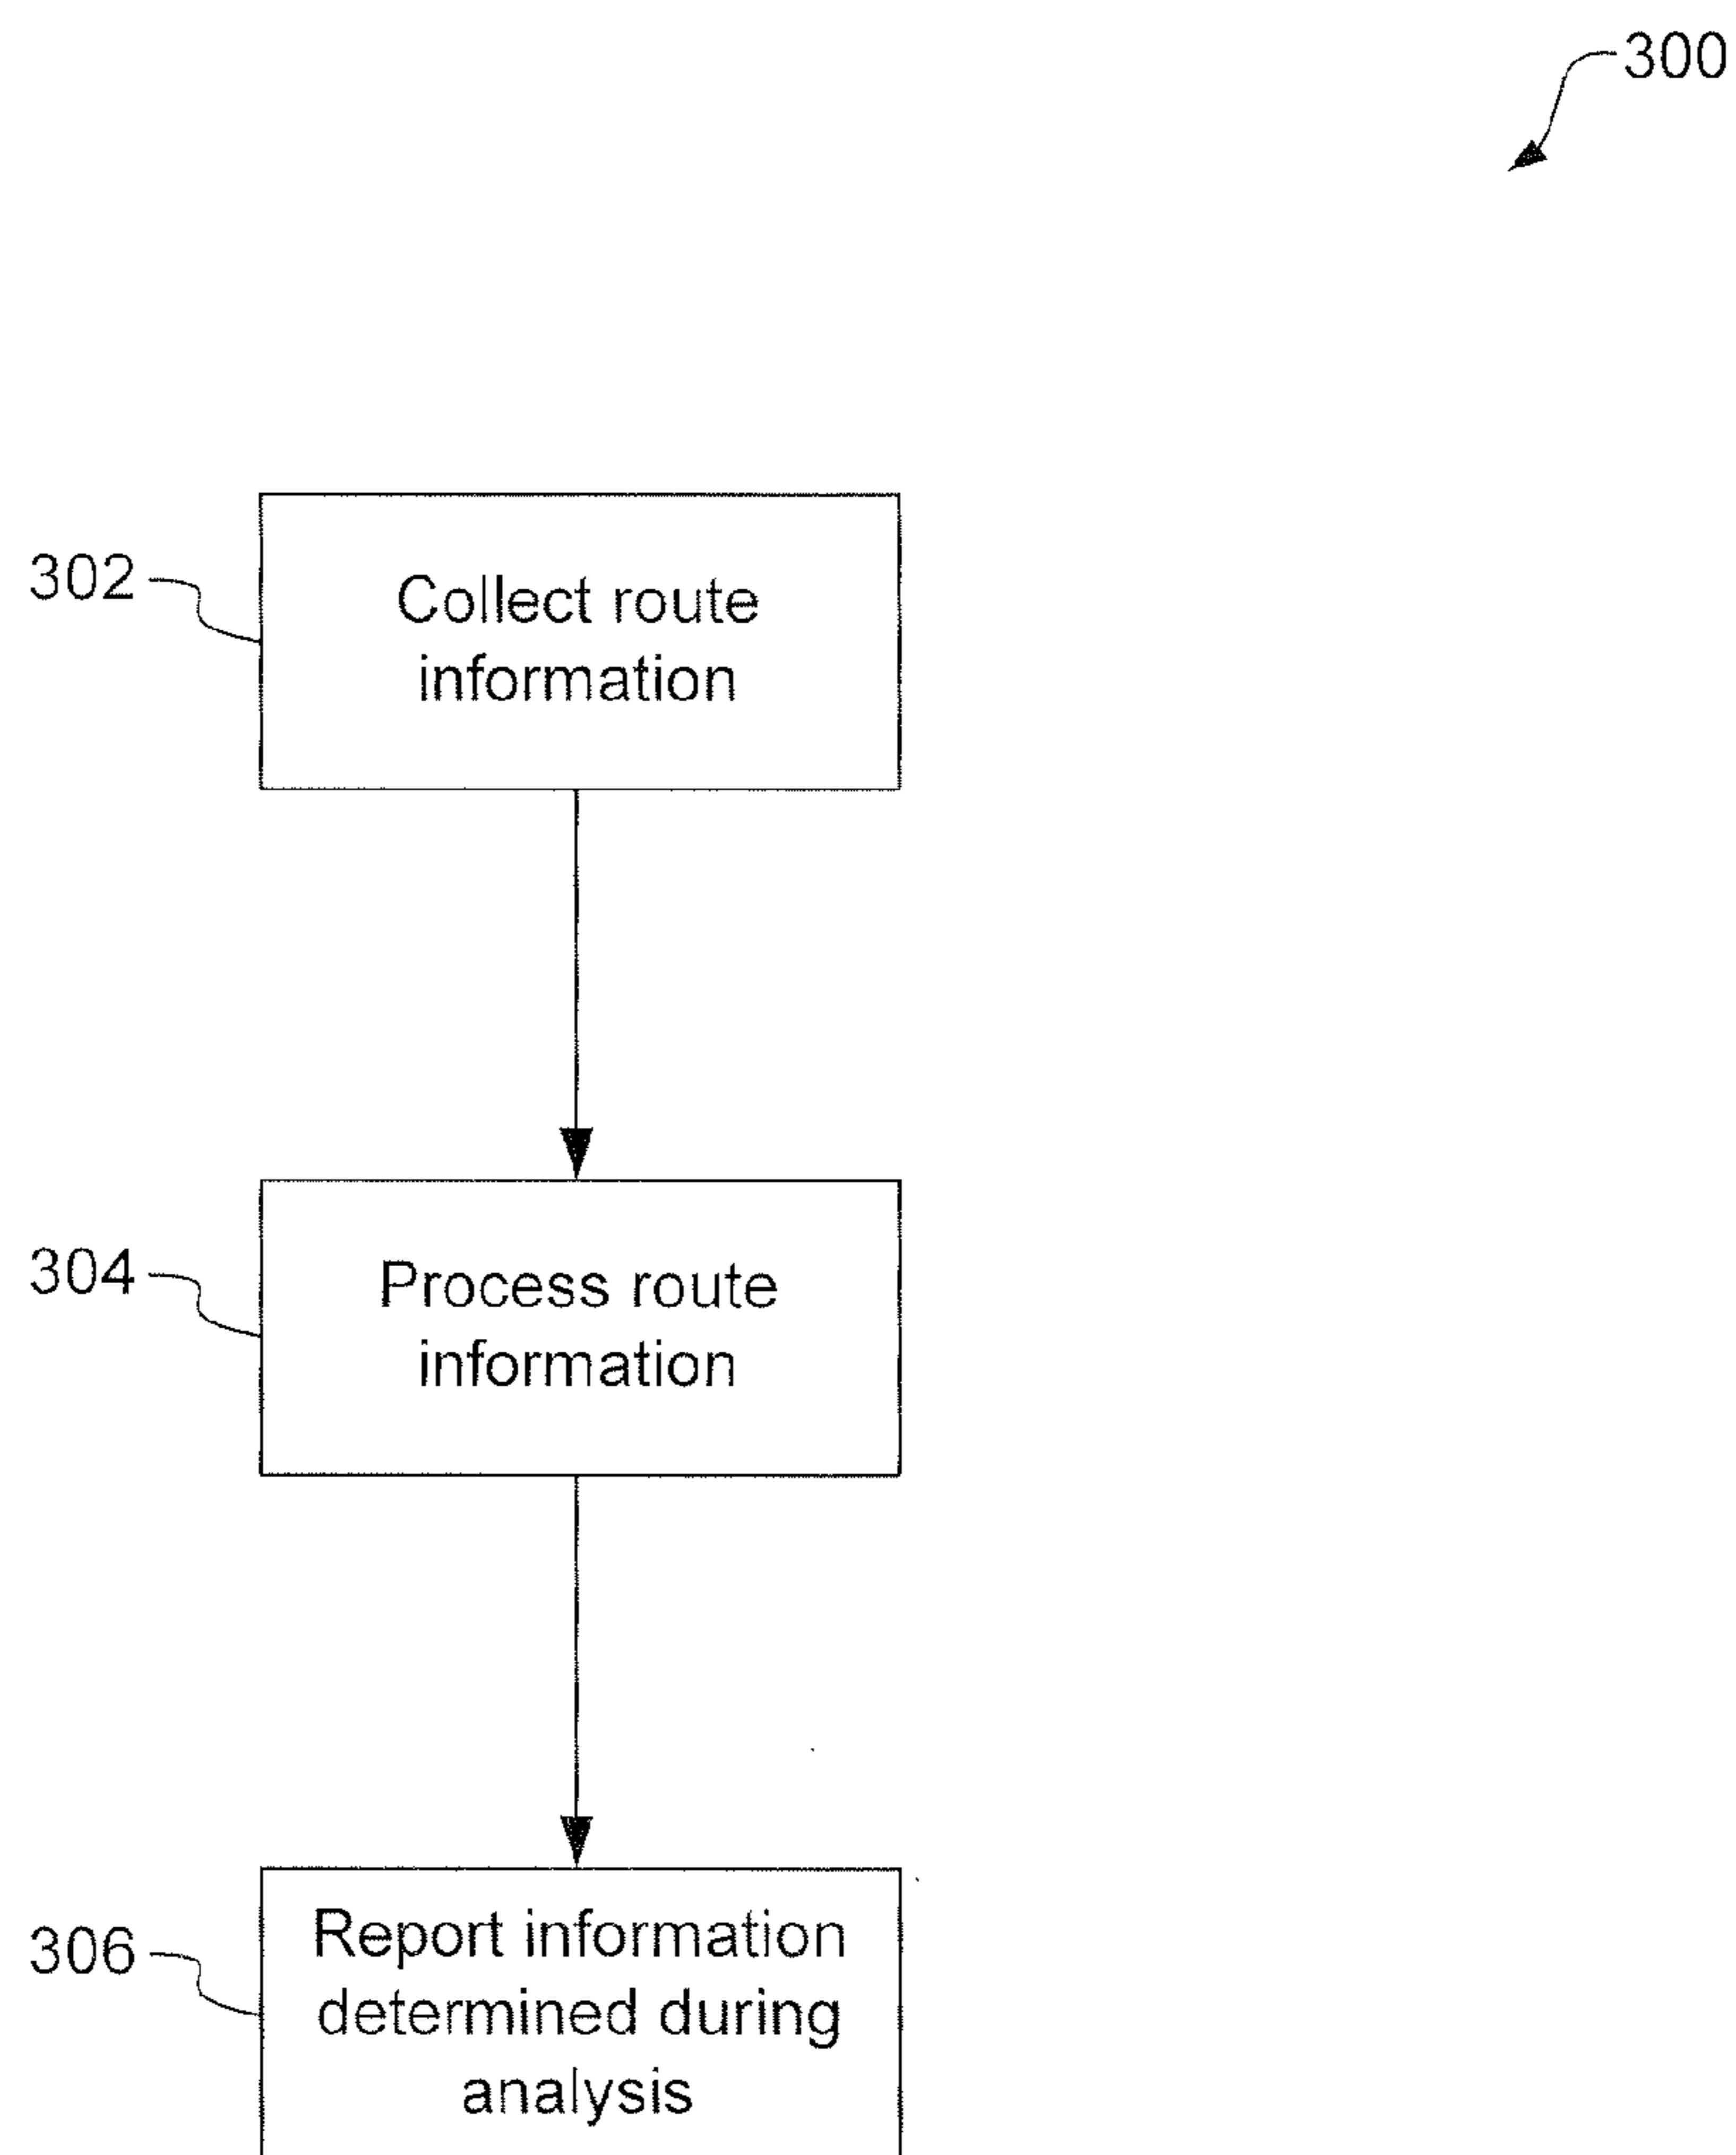 300
302
Collect route
information
304
Process route
information
306
Report information
determined during
analysis